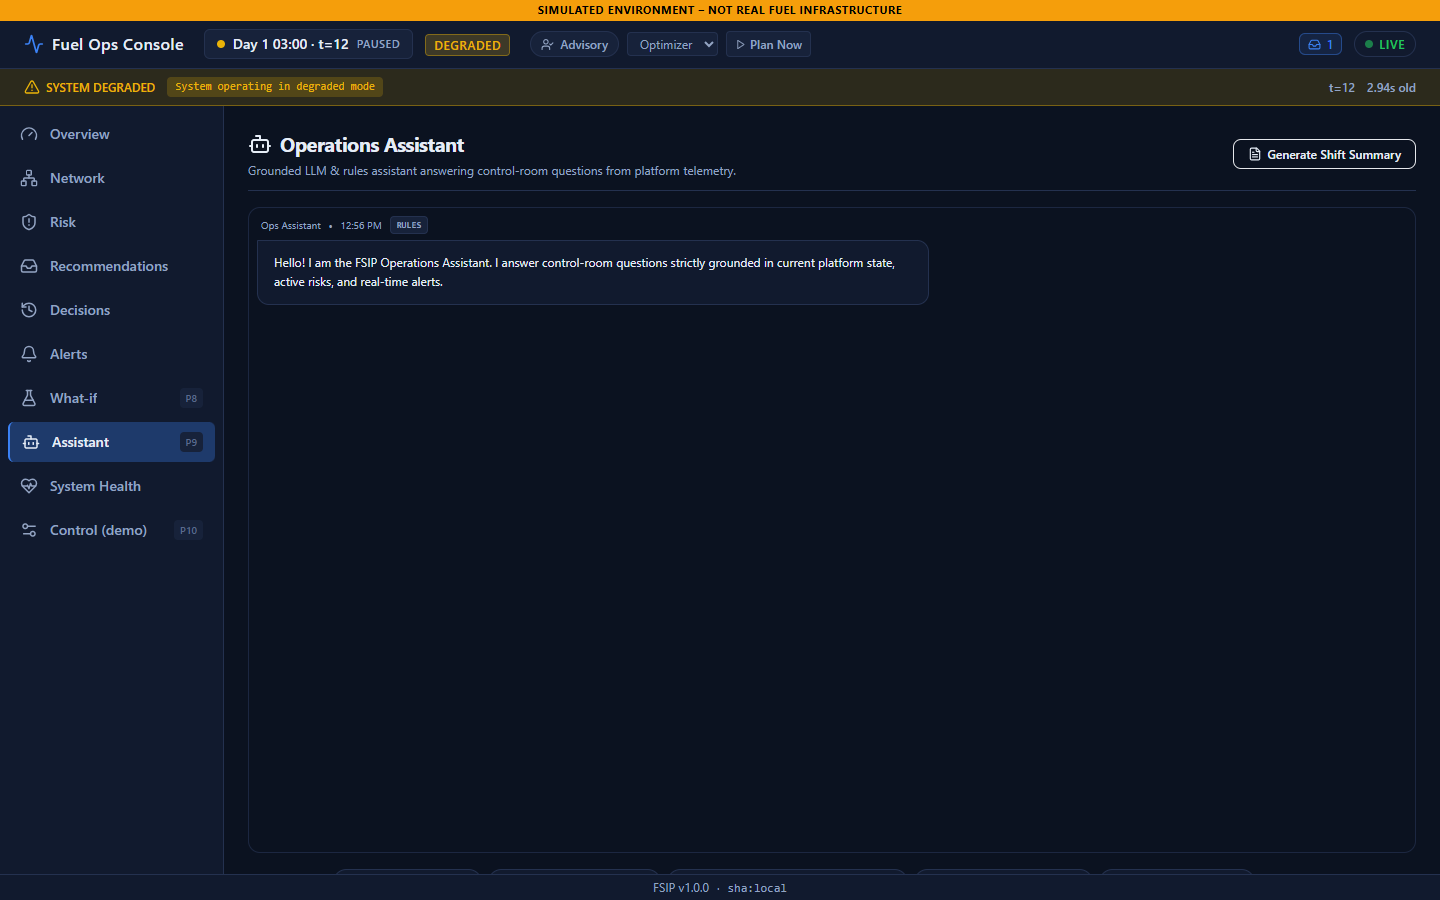 SIMULATED ENVIRONMENT – NOT REAL FUEL INFRASTRUCTURE
Fuel Ops Console
Day 1 03:00 · t=12 PAUSED
DEGRADED
Advisory
Optimizer
Plan Now
1
LIVE
SYSTEM DEGRADED
System operating in degraded mode
t=12 2.94s old
Overview
Network
Risk
Recommendations
Decisions
Alerts
What-if P8
Assistant P9
System Health
Control (demo) P10
Operations Assistant
Grounded LLM & rules assistant answering control-room questions from platform telemetry.
Generate Shift Summary
Ops Assistant • 12:56 PM RULES
Hello! I am the FSIP Operations Assistant. I answer control-room questions strictly grounded in current platform state,
active risks, and real-time alerts.
FSIP v1.0.0 · sha:local